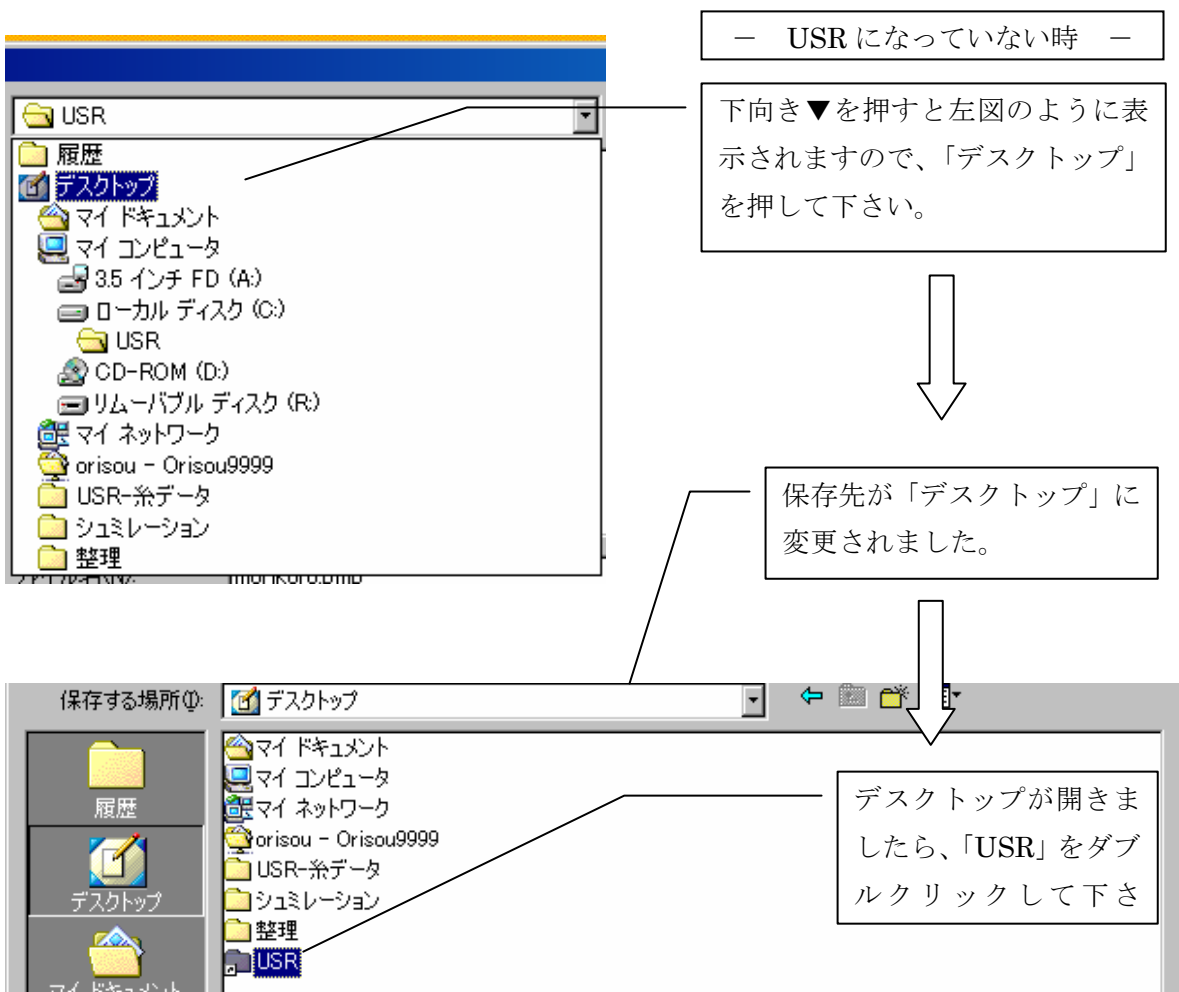 － USRになっていない時 －
USR
履歴
デスクトップ
マイ ドキュメント
マイ コンピュータ
3.5 インチ FD (A:)
ローカル ディスク (C:)
USR
CD-ROM (D:)
リムーバブル ディスク (R:)
マイ ネットワーク
orisou - Orisou9999
USR-糸データ
シュミレーション
整理
下向き▼を押すと左図のように表
示されますので、「デスクトップ」
を押して下さい。
保存先が「デスクトップ」に
変更されました。
保存する場所(I):
デスクトップ
履歴
デスクトップ
マイ ドキュメント
マイ ドキュメント
マイ コンピュータ
マイ ネットワーク
orisou - Orisou9999
USR-糸データ
シュミレーション
整理
USR
デスクトップが開きま
したら、「USR」をダブ
ルクリックして下さ